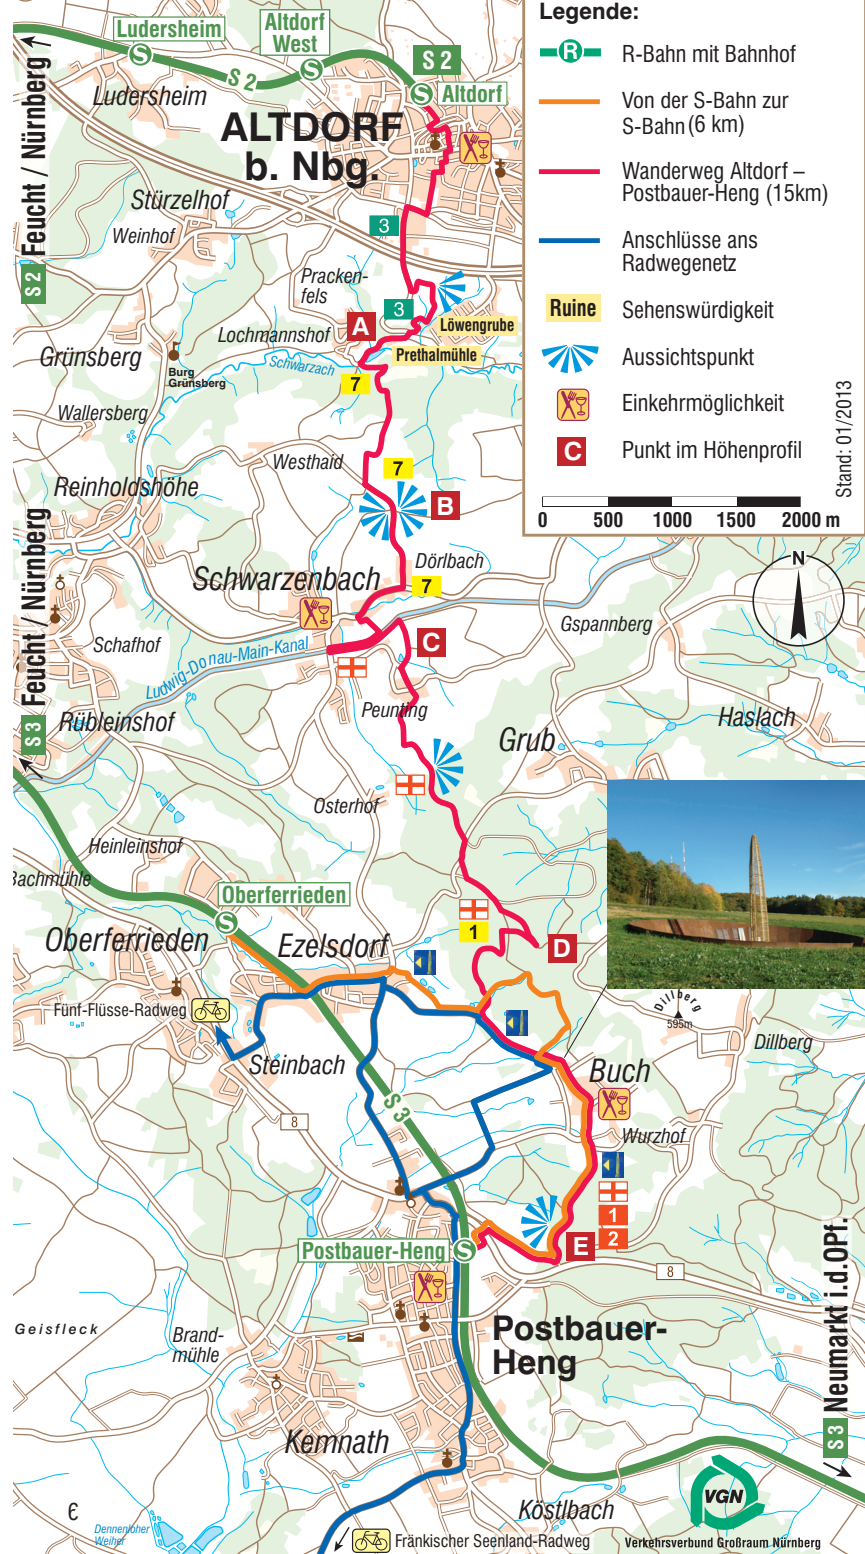 Legende:
R
R-Bahn mit Bahnhof
Von der S-Bahn zur
S-Bahn (6 km)
Wanderweg Altdorf –
Postbauer-Heng (15km)
Anschlüsse ans
Radwegenetz
Ruine
Sehenswürdigkeit
Aussichtspunkt
Einkehrmöglichkeit
C
Punkt im Höhenprofil
0 500 1000 1500 2000 m
Stand: 01/2013
Ludersheim
S
Altdorf
West
S
S 2
S 2
S
Altdorf
Ludersheim
ALTDORF
b. Nbg.
S 2 Feucht / Nürnberg
Stürzelhof
Weinhof
3
Pracken-
fels
3
A
Löwengrube
Lochmannshof
Prethalmühle
Grünsberg
Burg
Grünsberg
Schwarzach
7
Wallersberg
Westhaid
7
B
Reinholdshöhe
S 3 Feucht / Nürnberg
Dörlbach
Schwarzenbach
7
N
Gspannberg
Schafhof
C
Ludwig-Donau-Main-Kanal
Peunting
Haslach
Rübleinshof
Grub
Osterhof
Heinleinshof
Bachmühle
Oberferrieden
S
1
D
Oberferrieden
Ezelsdorf
Fünf-Flüsse-Radweg
Dillberg
595m
Dillberg
Steinbach
Buch
S 3
8
Wurzhof
1
2
E
Postbauer-Heng
S
8
Geisfleck
Brand-
mühle
Postbauer-
Heng
S 3 Neumarkt i.d.OPf.
Kemnath
Köstlbach
Dennenloher
Weiher
Fränkischer Seenland-Radweg
VGN
Verkehrsverbund Großraum Nürnberg